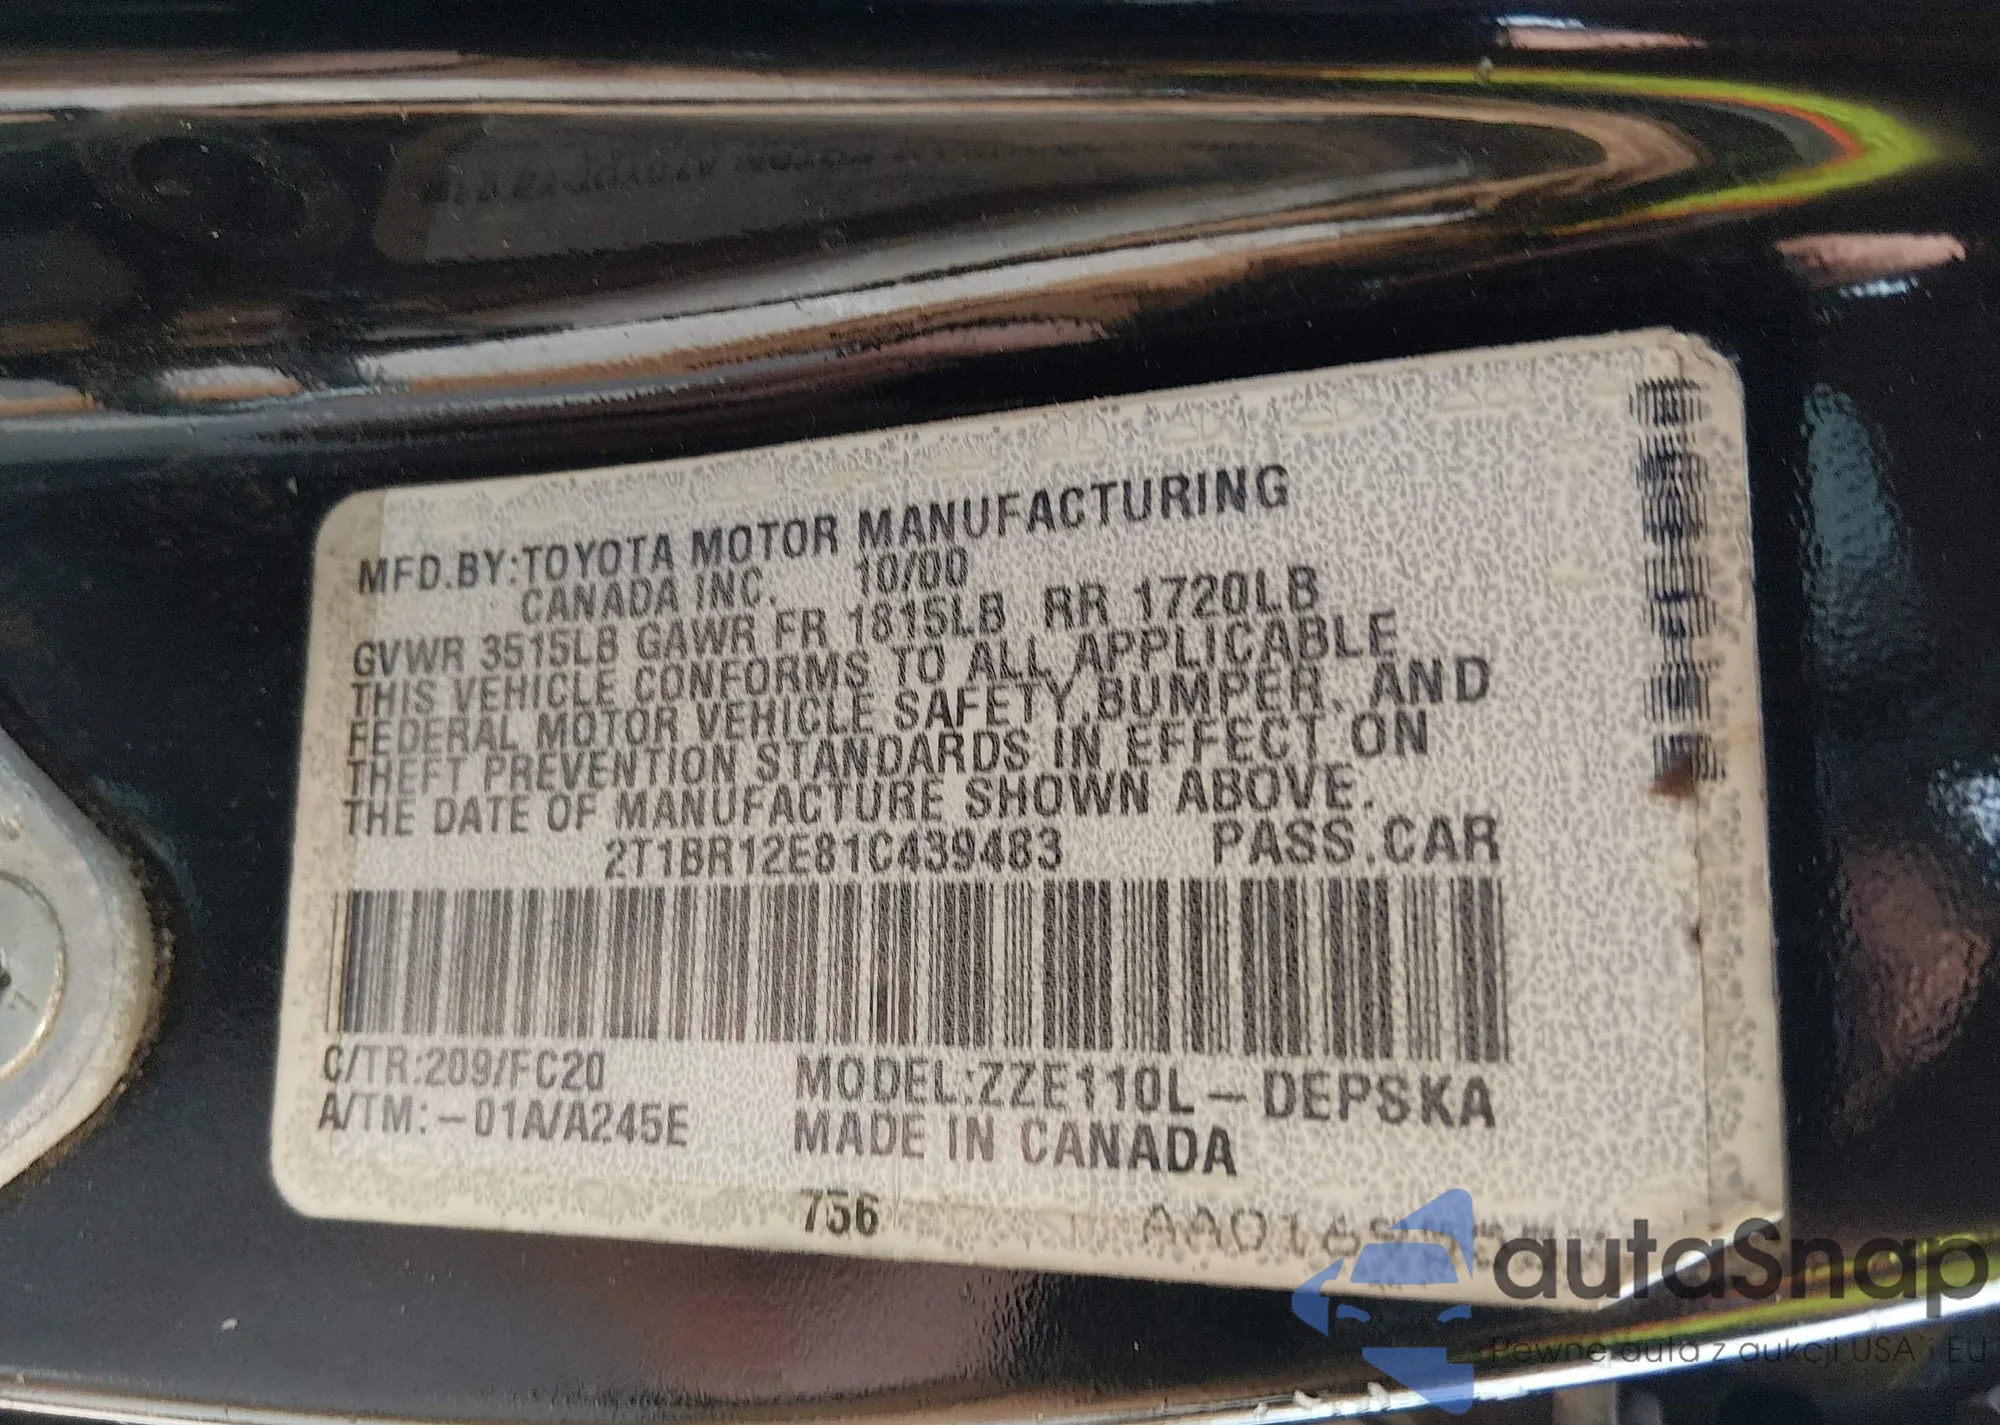 MFD.BY:TOYOTA MOTOR MANUFACTURING
CANADA INC. 10/00
GVWR 3515LB GAWR FR 1815LB RR 1720LB
THIS VEHICLE CONFORMS TO ALL APPLICABLE
FEDERAL MOTOR VEHICLE SAFETY,BUMPER, AND
THEFT PREVENTION STANDARDS IN EFFECT ON
THE DATE OF MANUFACTURE SHOWN ABOVE.
2T1BR12E81C439483 PASS.CAR
C/TR:209/FC20 MODEL:ZZE110L-DEPSKA
A/TM:-01A/A245E MADE IN CANADA
736
autaSnap
Pewne auta z aukcji USA i EU